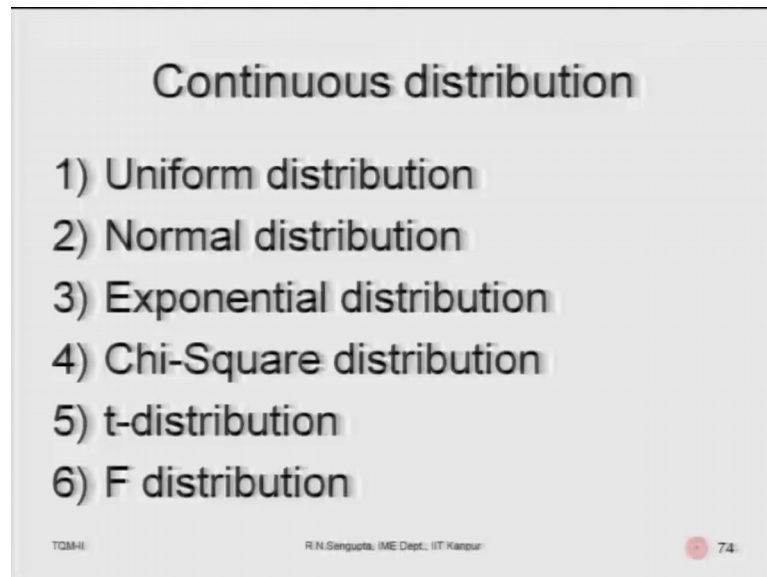 Continuous distribution
1) Uniform distribution
2) Normal distribution
3) Exponential distribution
4) Chi-Square distribution
5) t-distribution
6) F distribution
TQM-II
R.N.Sengupta, IME Dept., IIT Kanpur
74